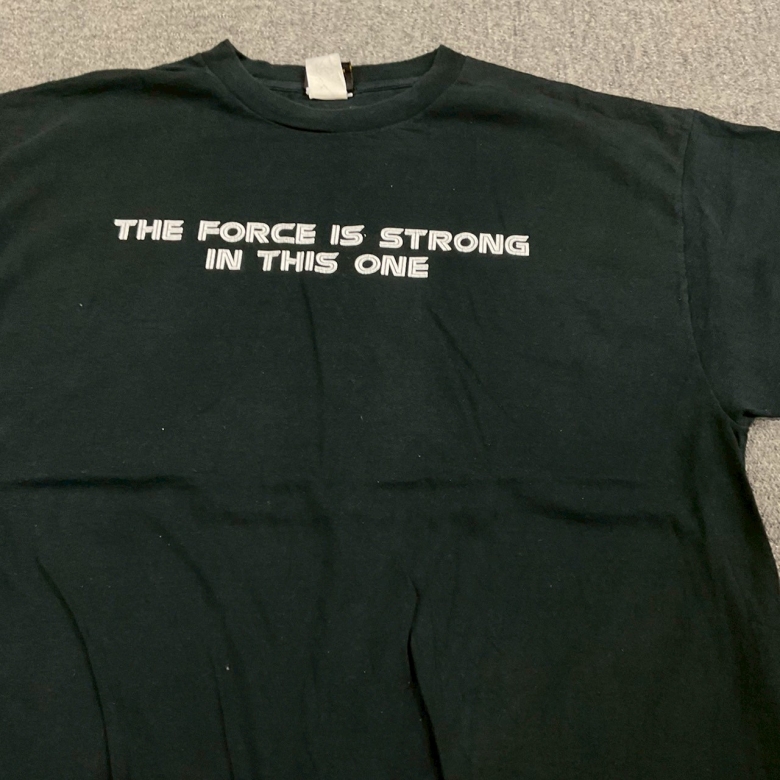 THE FORCE IS STRONG
IN THIS ONE